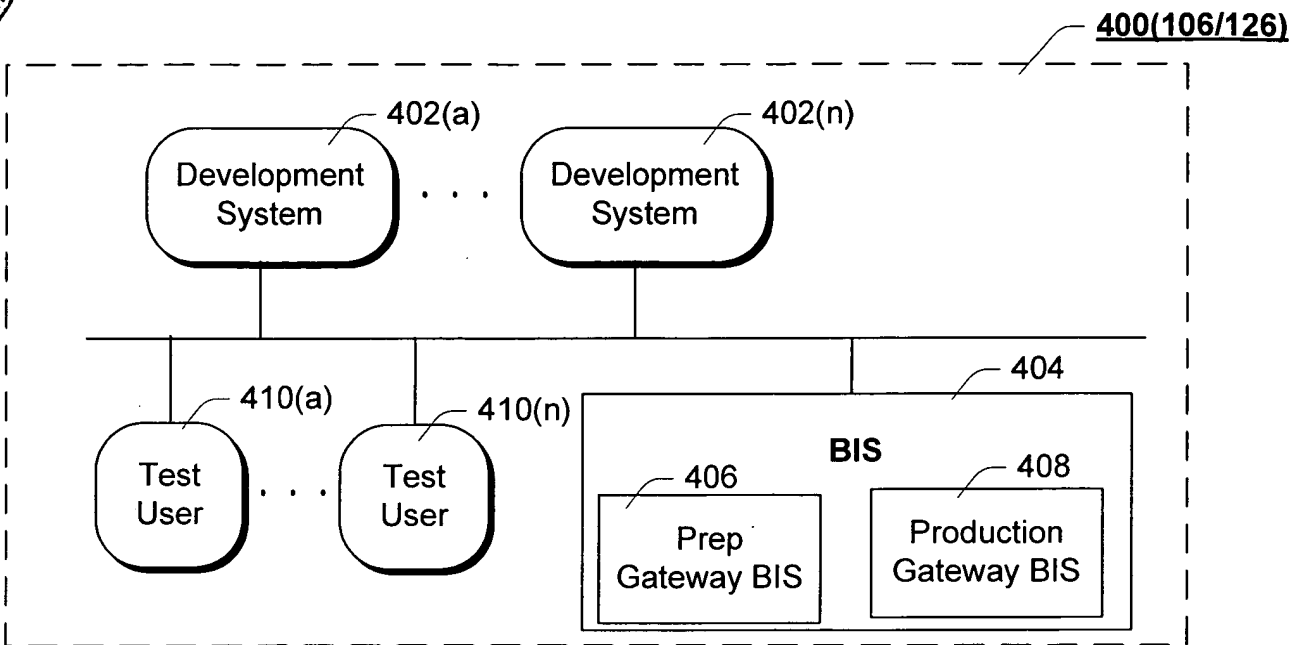 400(106/126)
402(a)
402(n)
Development
System
. . .
Development
System
410(a)
410(n)
404
Test
User
. . .
Test
User
BIS
406
408
Prep
Gateway BIS
Production
Gateway BIS